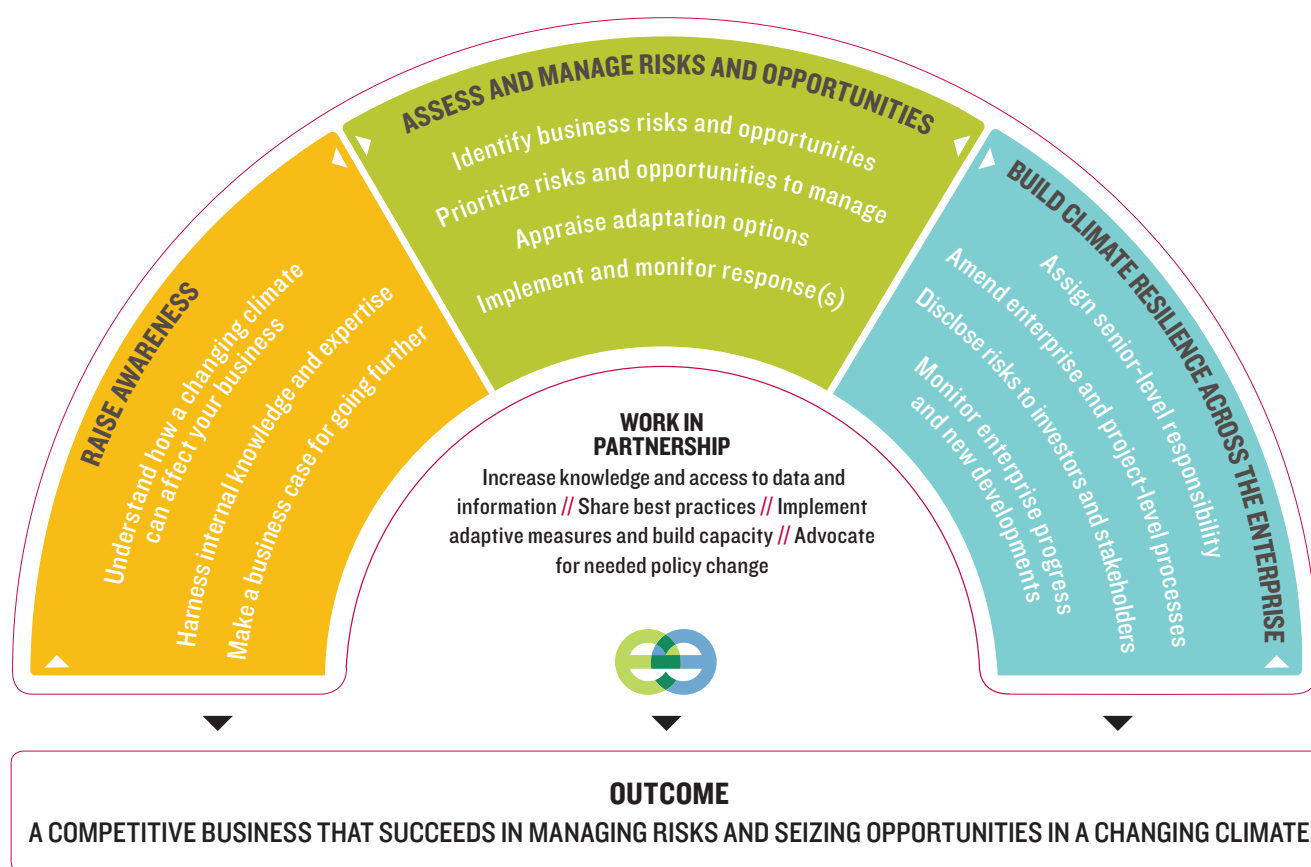 RAISE AWARENESS
Understand how a changing climate
can affect your business
Harness internal knowledge and expertise
Make a business case for going further
ASSESS AND MANAGE RISKS AND OPPORTUNITIES
Identify business risks and opportunities
Prioritize risks and opportunities to manage
Appraise adaptation options
Implement and monitor response(s)
BUILD CLIMATE RESILIENCE ACROSS THE ENTERPRISE
Assign senior-level responsibility
Amend enterprise and project-level processes
Disclose risks to investors and stakeholders
Monitor enterprise progress
and new developments
WORK IN
PARTNERSHIP
Increase knowledge and access to data and
information // Share best practices // Implement
adaptive measures and build capacity // Advocate
for needed policy change
OUTCOME
A COMPETITIVE BUSINESS THAT SUCCEEDS IN MANAGING RISKS AND SEIZING OPPORTUNITIES IN A CHANGING CLIMATE